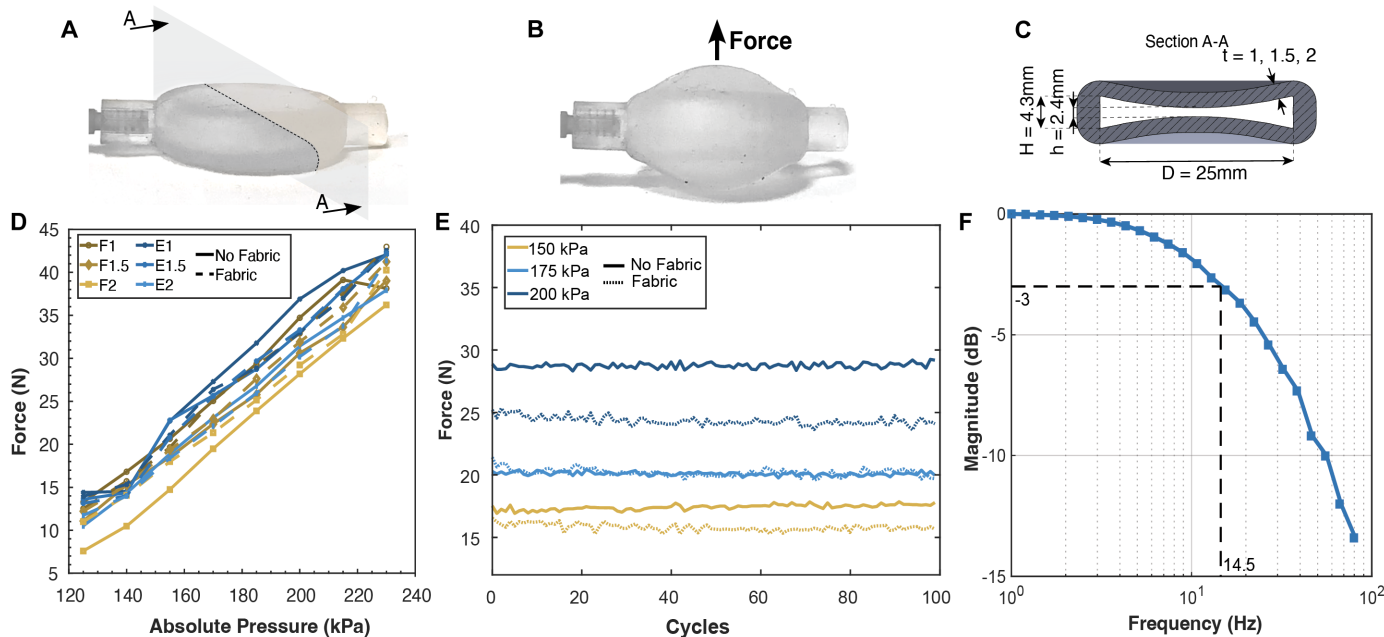 A
A
A
B
Force
C
Section A-A
t = 1, 1.5, 2
H = 4.3mm
h = 2.4mm
D = 25mm
D
45
40
35
30
25
20
15
10
5
Force (N)
F1
F1.5
F2
E1
E1.5
E2
No Fabric
Fabric
120
140
160
180
200
220
240
Absolute Pressure (kPa)
E
40
35
30
25
20
15
Force (N)
150 kPa
175 kPa
200 kPa
No Fabric
Fabric
0
20
40
60
80
100
Cycles
F
0
-5
-10
-15
Magnitude (dB)
-3
14.5
10⁰
10¹
10²
Frequency (Hz)